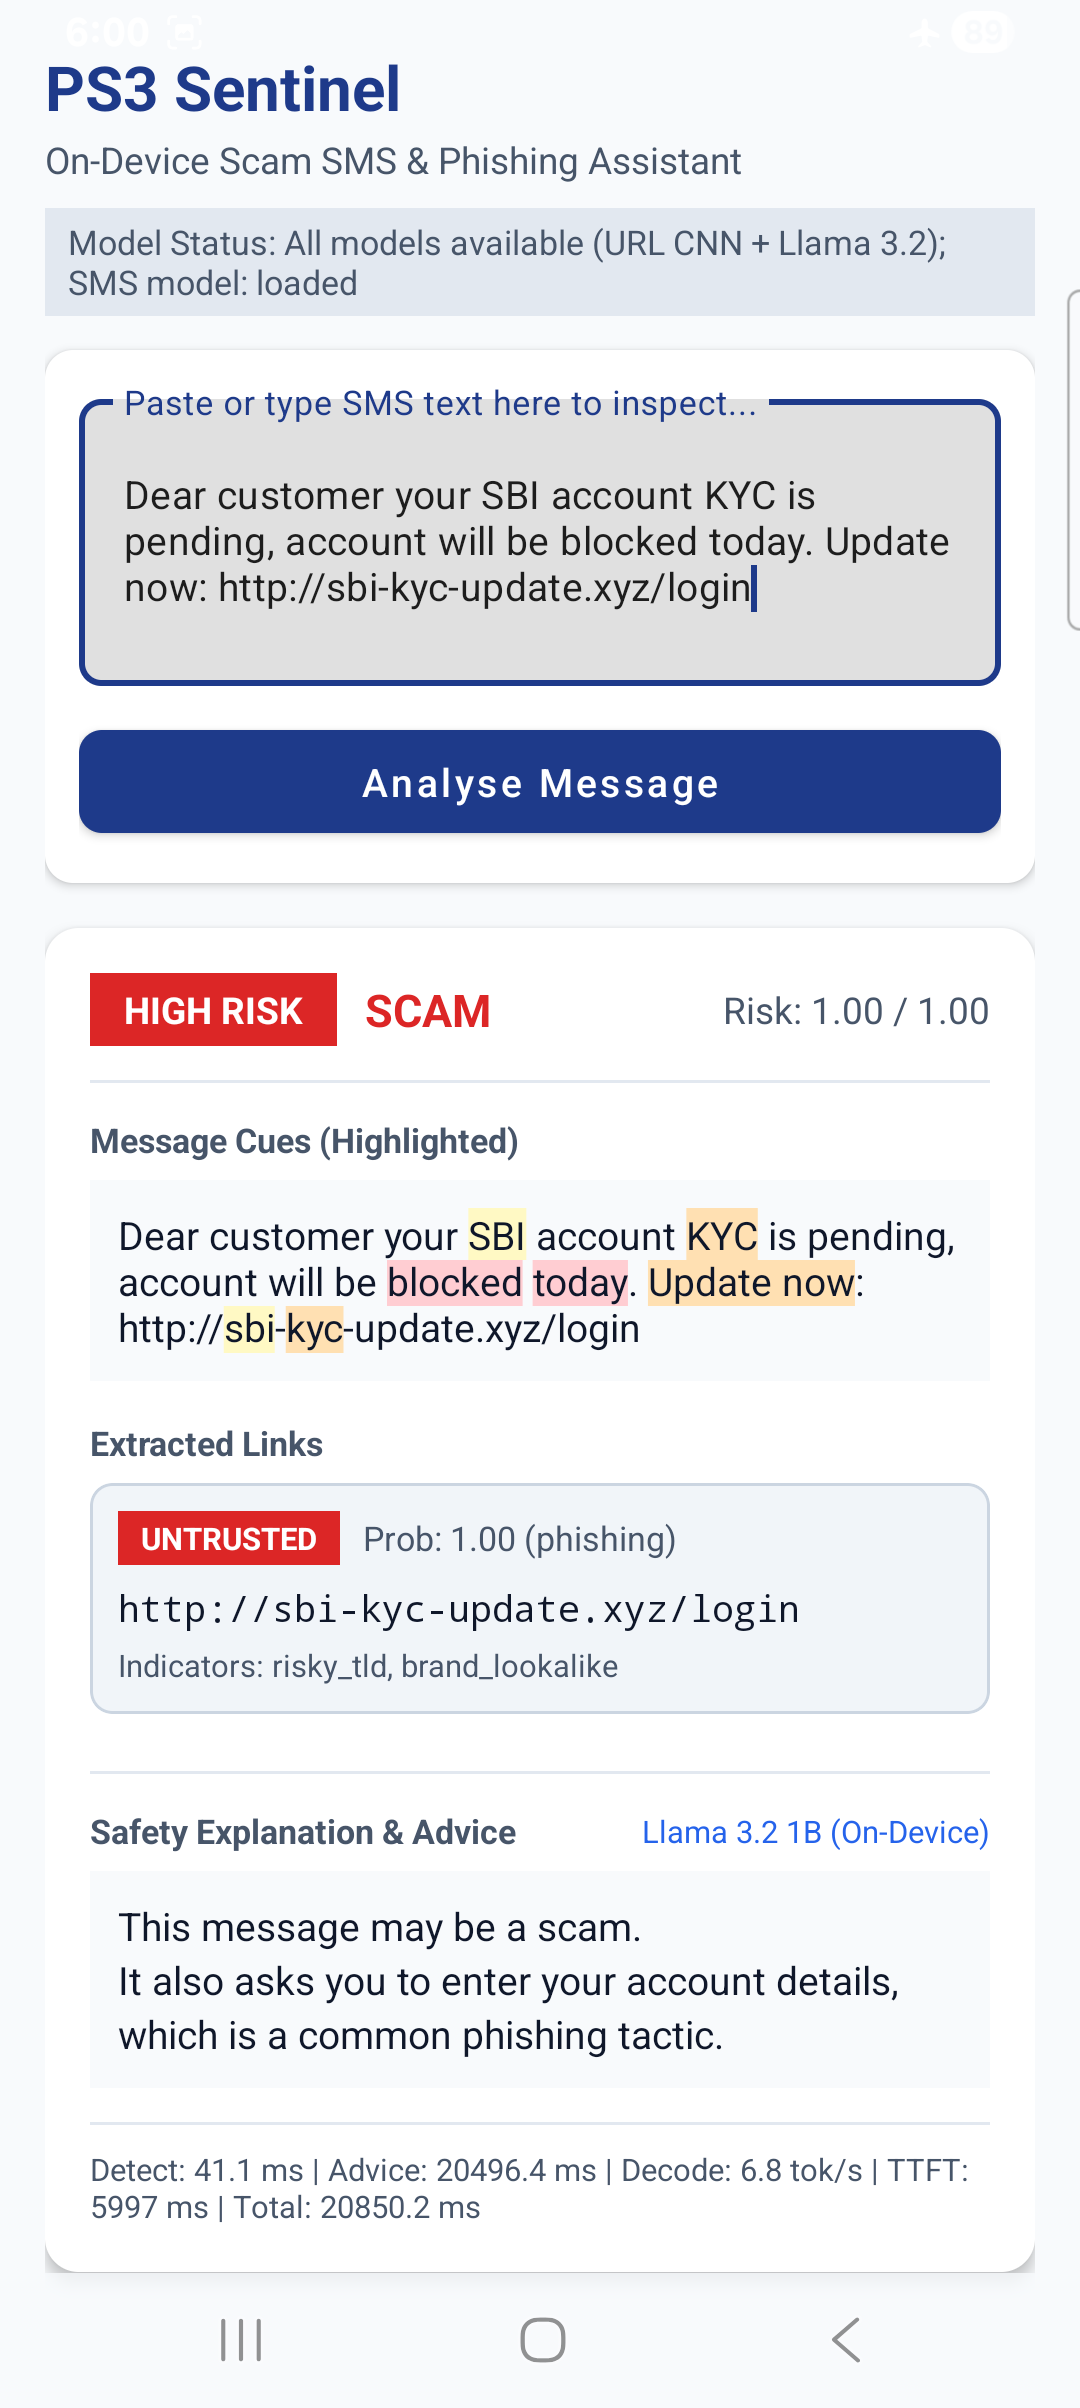 6:00
89
PS3 Sentinel
On-Device Scam SMS & Phishing Assistant
Model Status: All models available (URL CNN + Llama 3.2);
SMS model: loaded
Paste or type SMS text here to inspect...
Dear customer your SBI account KYC is
pending, account will be blocked today. Update
now: http://sbi-kyc-update.xyz/login
Analyse Message
HIGH RISK SCAM Risk: 1.00 / 1.00
Message Cues (Highlighted)
Dear customer your SBI account KYC is pending,
account will be blocked today. Update now:
http://sbi-kyc-update.xyz/login
Extracted Links
UNTRUSTED Prob: 1.00 (phishing)
http://sbi-kyc-update.xyz/login
Indicators: risky_tld, brand_lookalike
Safety Explanation & Advice Llama 3.2 1B (On-Device)
This message may be a scam.
It also asks you to enter your account details,
which is a common phishing tactic.
Detect: 41.1 ms | Advice: 20496.4 ms | Decode: 6.8 tok/s | TTFT:
5997 ms | Total: 20850.2 ms